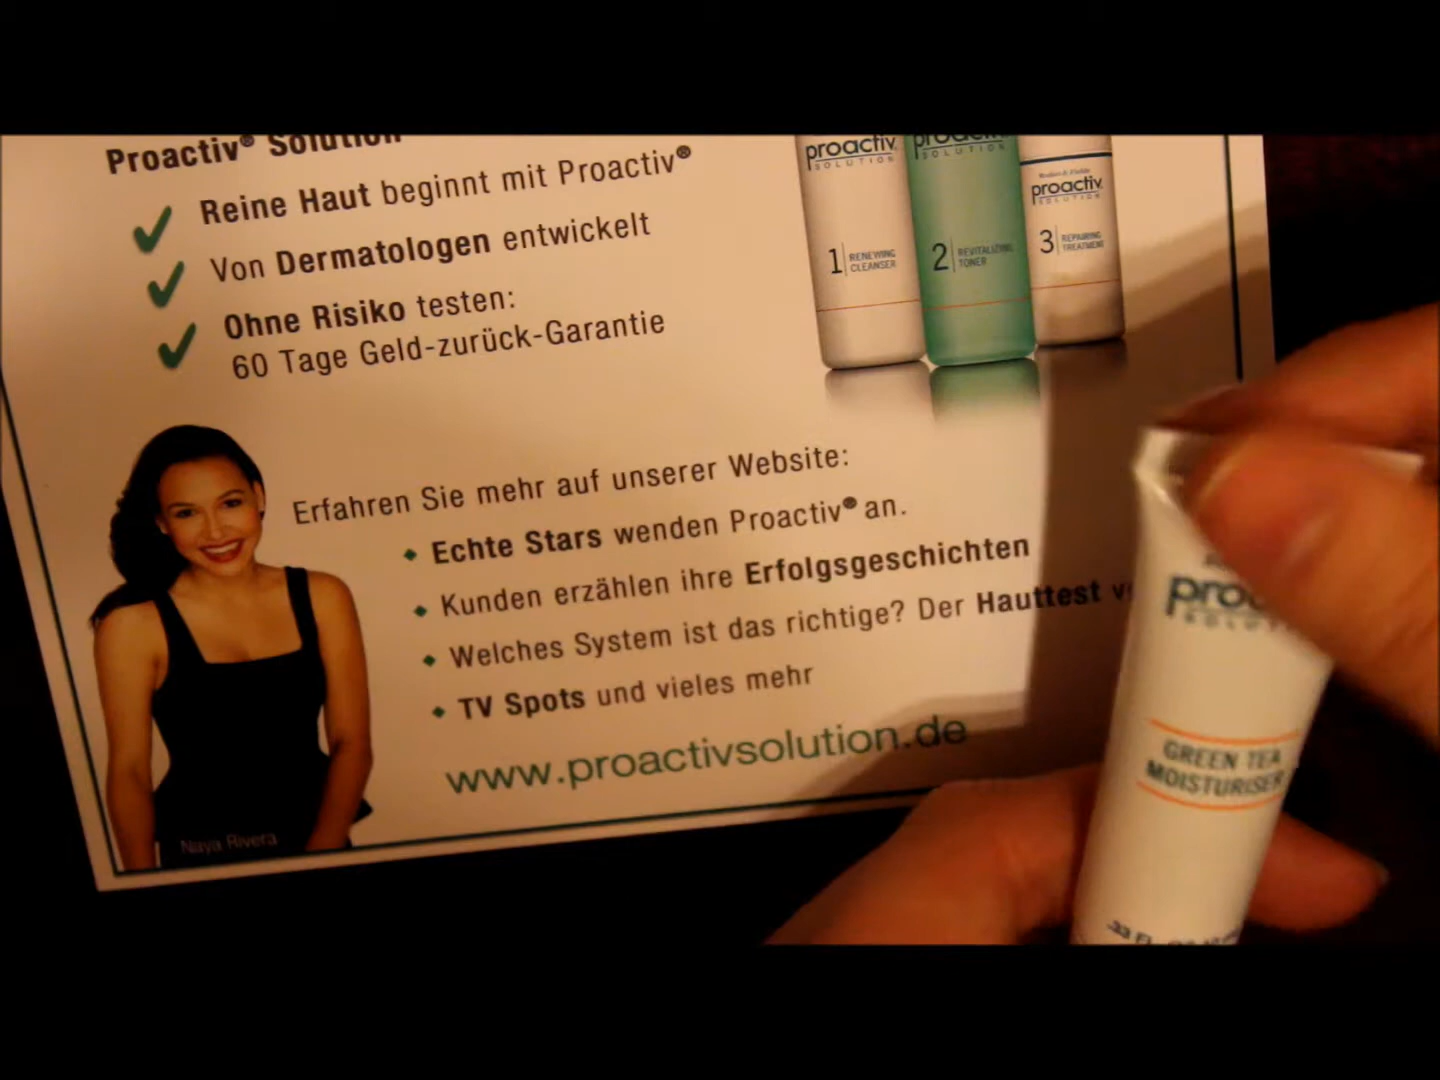 Proactiv® Solution
Reine Haut beginnt mit Proactiv®
Von Dermatologen entwickelt
Ohne Risiko testen:
60 Tage Geld-zurück-Garantie
proactiv
SOLUTION
1 RENEWING
CLEANSER
proactiv
SOLUTION
2 REVITALIZING
TONER
proactiv
SOLUTION
3 REPAIRING
TREATMENT
Erfahren Sie mehr auf unserer Website:
Echte Stars wenden Proactiv® an.
Kunden erzählen ihre Erfolgsgeschichten
Welches System ist das richtige? Der Hauttest
TV Spots und vieles mehr
www.proactivsolution.de
Naya Rivera
GREEN TEA
MOISTURISER